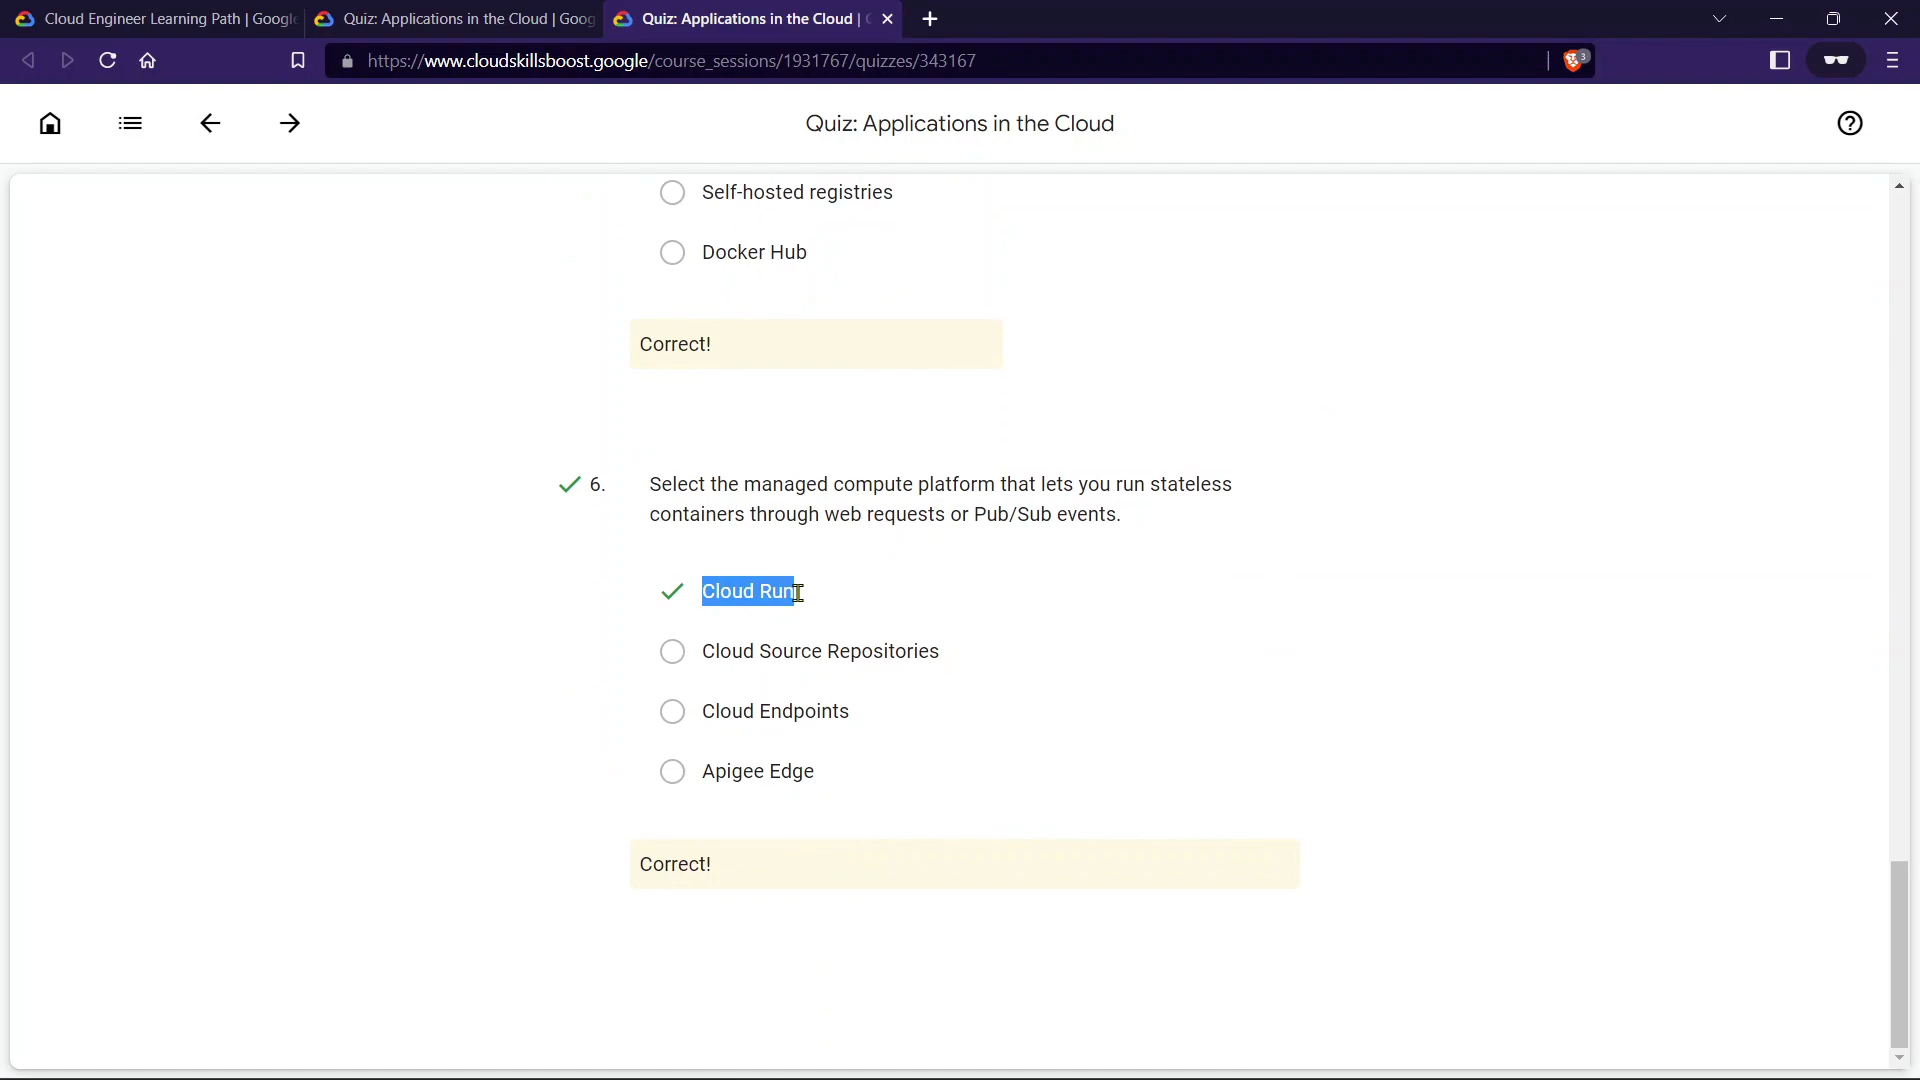 Cloud Engineer Learning Path | Google
Quiz: Applications in the Cloud | Goog
Quiz: Applications in the Cloud |
https://www.cloudskillsboost.google/course_sessions/1931767/quizzes/343167
3
Quiz: Applications in the Cloud
Self-hosted registries
Docker Hub
Correct!
6. Select the managed compute platform that lets you run stateless
containers through web requests or Pub/Sub events.
Cloud Run
Cloud Source Repositories
Cloud Endpoints
Apigee Edge
Correct!